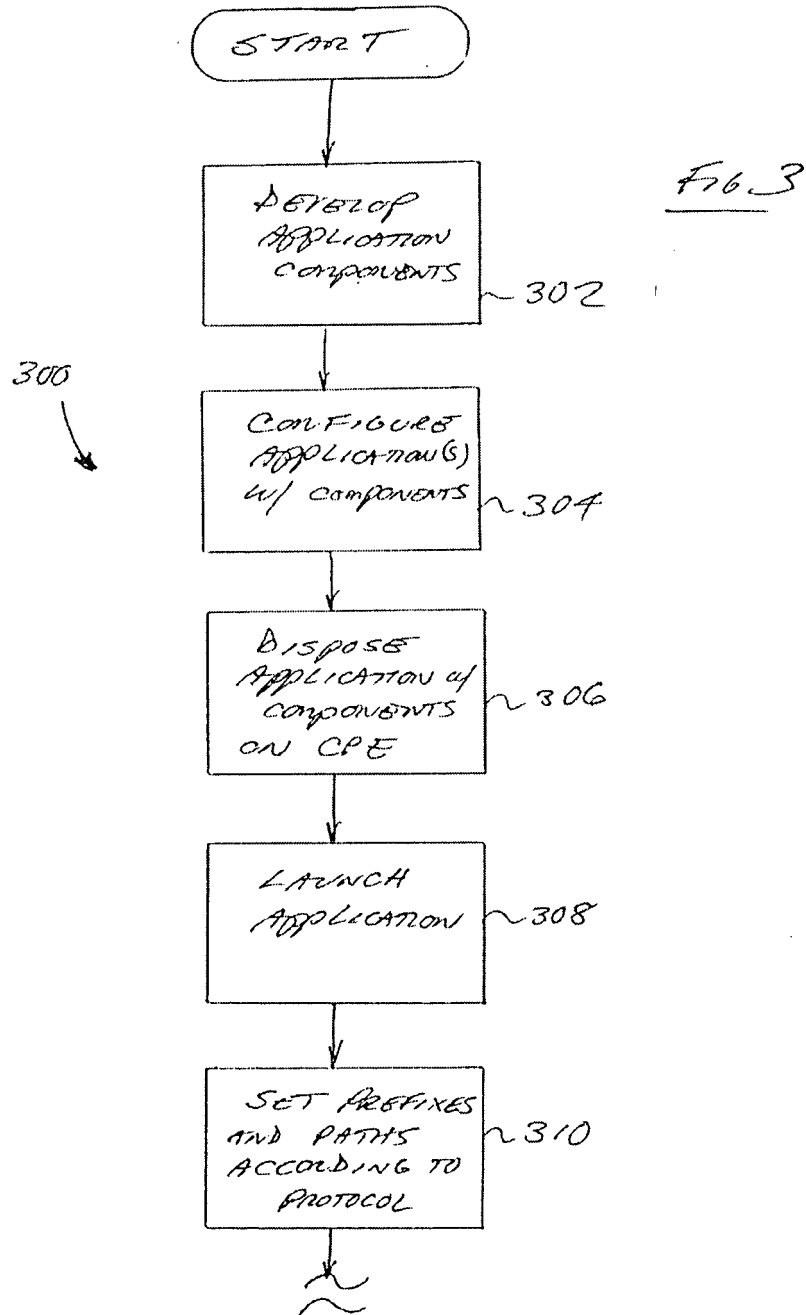 START
FIG. 3
DEVELOP
APPLICATION
COMPONENTS
302
300
CONFIGURE
APPLICATION(S)
W/ COMPONENTS
304
DISPOSE
APPLICATION W/
COMPONENTS
ON CPE
306
LAUNCH
APPLICATION
308
SET PREFIXES
AND PATHS
ACCORDING TO
PROTOCOL
310